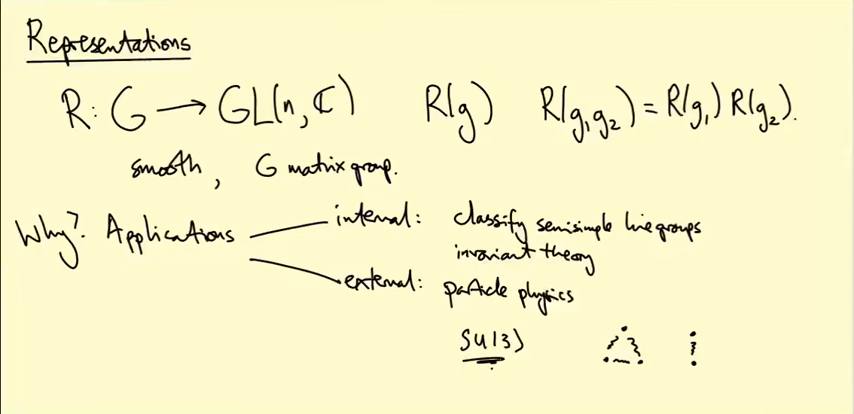 Representations
R: G → GL(n, ℂ) R(g) R(g₁g₂) = R(g₁) R(g₂).
smooth, G matrix group.
Why? Applications internal: classify semisimple Lie groups
invariant theory
external: particle physics
SU(3)